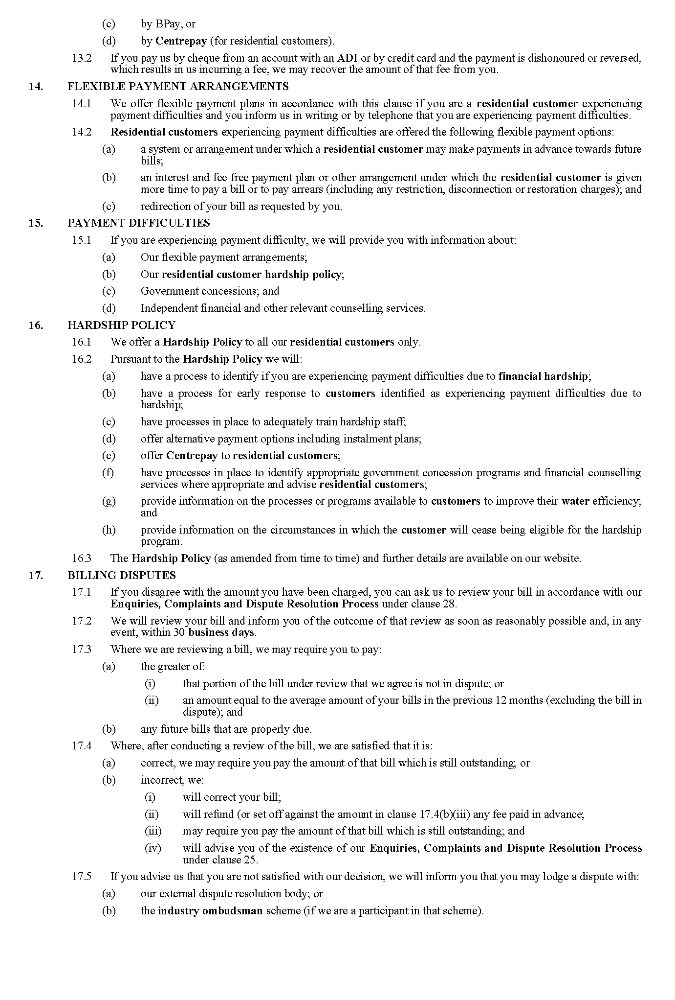 (c) by BPay, or
(d) by Centrepay (for residential customers).
13.2 If you pay us by cheque from an account with an ADI or by credit card and the payment is dishonoured or reversed,
which results in us incurring a fee, we may recover the amount of that fee from you.
14. FLEXIBLE PAYMENT ARRANGEMENTS
14.1 We offer flexible payment plans in accordance with this clause if you are a residential customer experiencing
payment difficulties and you inform us in writing or by telephone that you are experiencing payment difficulties.
14.2 Residential customers experiencing payment difficulties are offered the following flexible payment options:
(a) a system or arrangement under which a residential customer may make payments in advance towards future
bills;
(b) an interest and fee free payment plan or other arrangement under which the residential customer is given
more time to pay a bill or to pay arrears (including any restriction, disconnection or restoration charges); and
(c) redirection of your bill as requested by you.
15. PAYMENT DIFFICULTIES
15.1 If you are experiencing payment difficulty, we will provide you with information about:
(a) Our flexible payment arrangements;
(b) Our residential customer hardship policy;
(c) Government concessions; and
(d) Independent financial and other relevant counselling services.
16. HARDSHIP POLICY
16.1 We offer a Hardship Policy to all our residential customers only.
16.2 Pursuant to the Hardship Policy we will:
(a) have a process to identify if you are experiencing payment difficulties due to financial hardship;
(b) have a process for early response to customers identified as experiencing payment difficulties due to
hardship;
(c) have processes in place to adequately train hardship staff;
(d) offer alternative payment options including instalment plans;
(e) offer Centrepay to residential customers;
(f) have processes in place to identify appropriate government concession programs and financial counselling
services where appropriate and advise residential customers;
(g) provide information on the processes or programs available to customers to improve their water efficiency;
and
(h) provide information on the circumstances in which the customer will cease being eligible for the hardship
program.
16.3 The Hardship Policy (as amended from time to time) and further details are available on our website.
17. BILLING DISPUTES
17.1 If you disagree with the amount you have been charged, you can ask us to review your bill in accordance with our
Enquiries, Complaints and Dispute Resolution Process under clause 28.
17.2 We will review your bill and inform you of the outcome of that review as soon as reasonably possible and, in any
event, within 30 business days.
17.3 Where we are reviewing a bill, we may require you to pay:
(a) the greater of:
(i) that portion of the bill under review that we agree is not in dispute; or
(ii) an amount equal to the average amount of your bills in the previous 12 months (excluding the bill in
dispute); and
(b) any future bills that are properly due.
17.4 Where, after conducting a review of the bill, we are satisfied that it is:
(a) correct, we may require you pay the amount of that bill which is still outstanding; or
(b) incorrect, we:
(i) will correct your bill;
(ii) will refund (or set off against the amount in clause 17.4(b)(iii) any fee paid in advance;
(iii) may require you pay the amount of that bill which is still outstanding; and
(iv) will advise you of the existence of our Enquiries, Complaints and Dispute Resolution Process
under clause 25.
17.5 If you advise us that you are not satisfied with our decision, we will inform you that you may lodge a dispute with:
(a) our external dispute resolution body; or
(b) the industry ombudsman scheme (if we are a participant in that scheme).